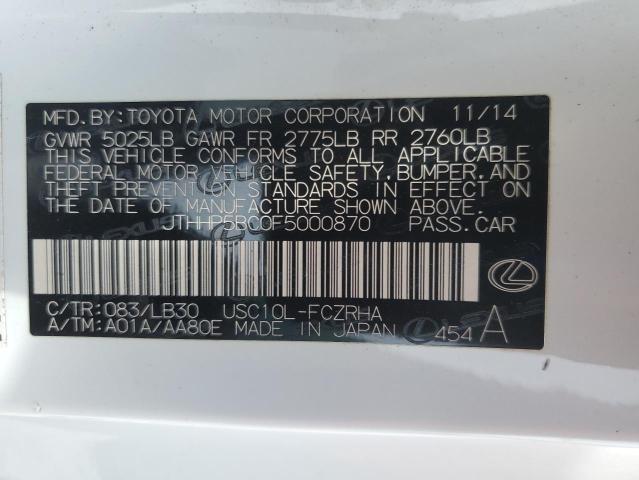 MFD.BY:TOYOTA MOTOR CORPORATION 11/14
GVWR 5025LB GAWR FR 2775LB RR 2760LB
THIS VEHICLE CONFORMS TO ALL APPLICABLE
FEDERAL MOTOR VEHICLE SAFETY,BUMPER,AND
THEFT PREVENTION STANDARDS IN EFFECT ON
THE DATE OF MANUFACTURE SHOWN ABOVE.
JTHHP5BC0F5000870 PASS.CAR
C/TR:083/LB30 USC10L-FCZRHA
A/TM:A01A/AA80E MADE IN JAPAN 454 A